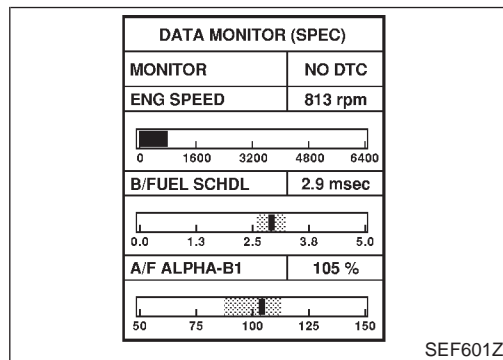 DATA MONITOR (SPEC)
MONITOR NO DTC
ENG SPEED 813 rpm
0 1600 3200 4800 6400
B/FUEL SCHDL 2.9 msec
0.0 1.3 2.5 3.8 5.0
A/F ALPHA-B1 105 %
50 75 100 125 150
SEF601Z